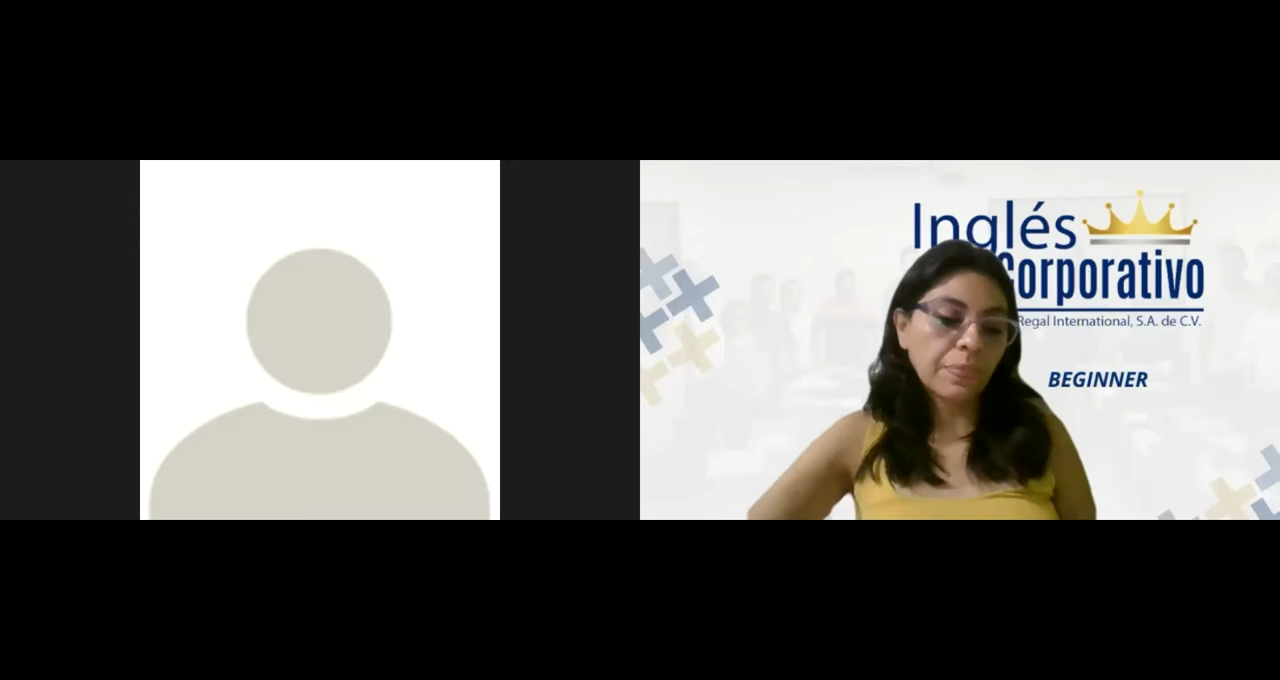 Inglés
Corporativo
Regal International, S.A. de C.V.
BEGINNER